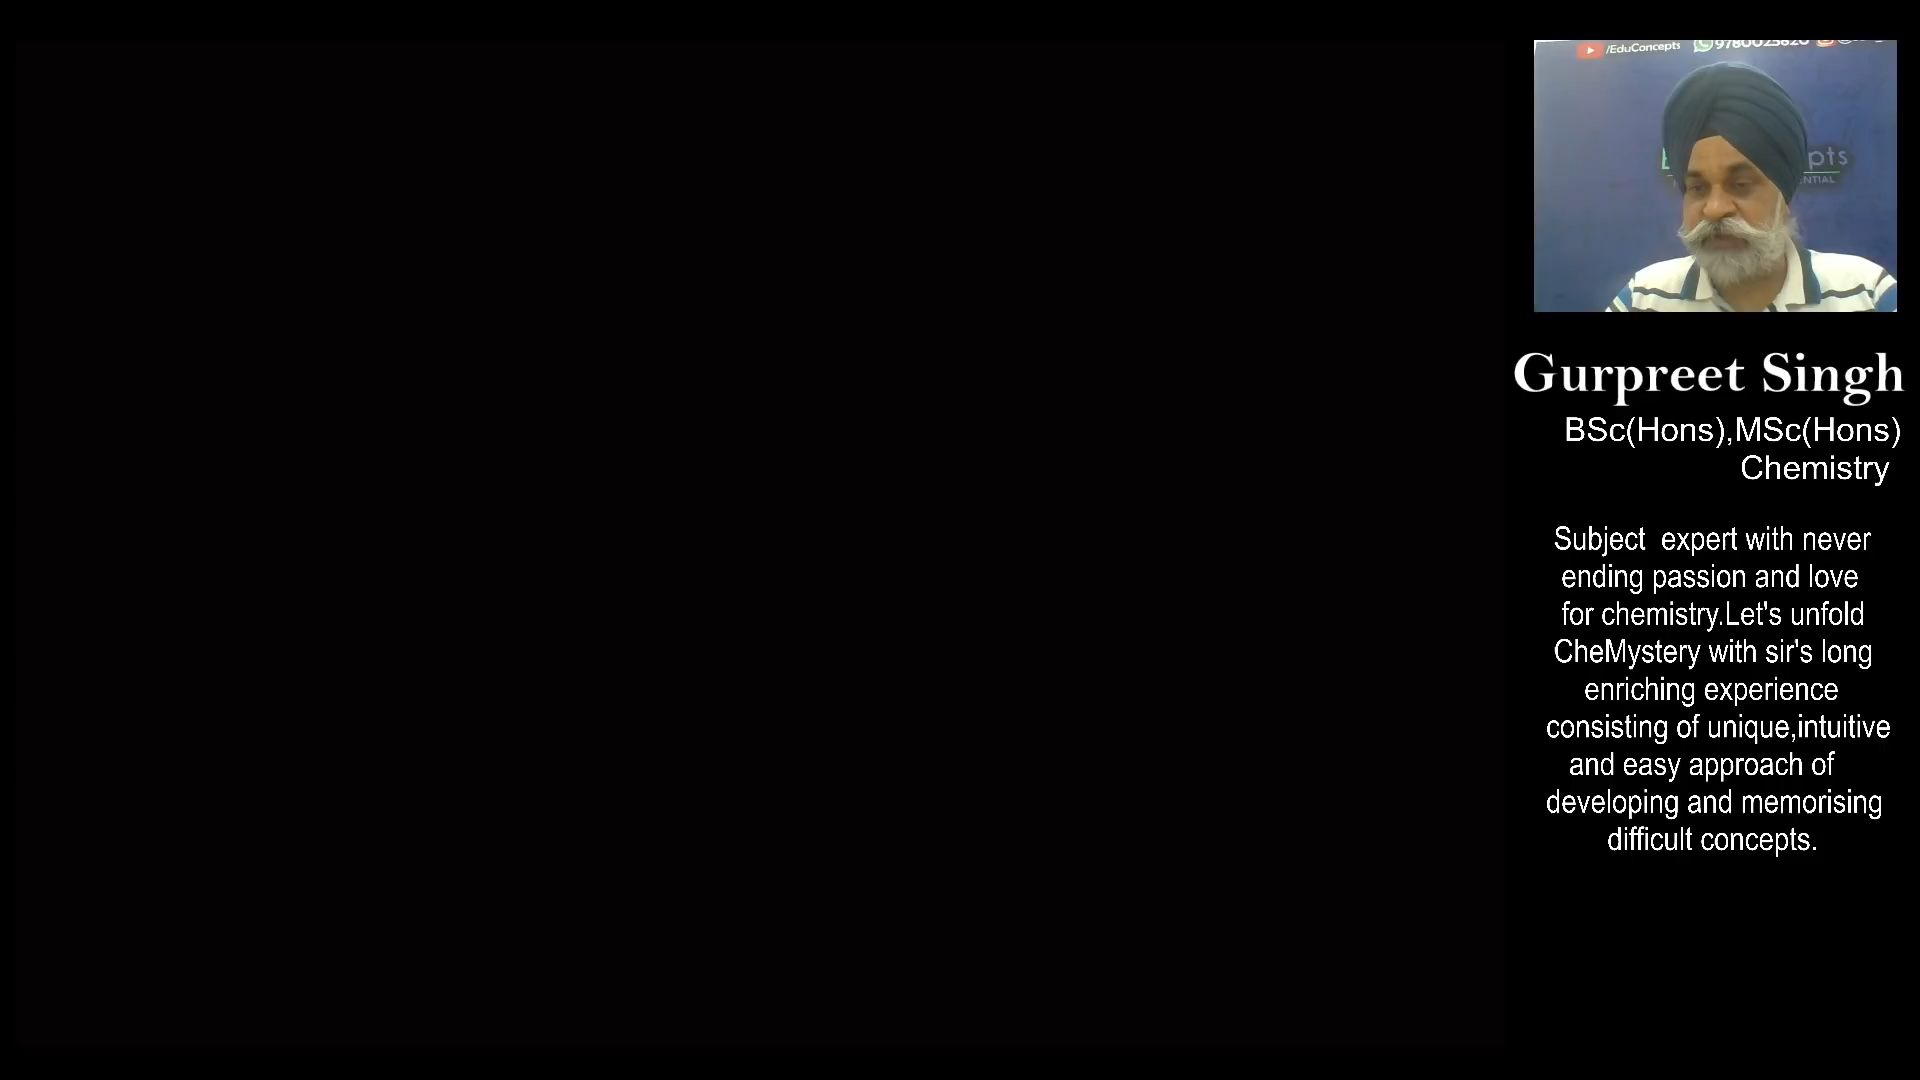 /EduConcepts
pts
NTIAL
Gurpreet Singh
BSc(Hons),MSc(Hons)
Chemistry
Subject  expert with never
ending passion and love
for chemistry.Let's unfold
CheMystery with sir's long
enriching experience
consisting of unique,intuitive
and easy approach of
developing and memorising
difficult concepts.